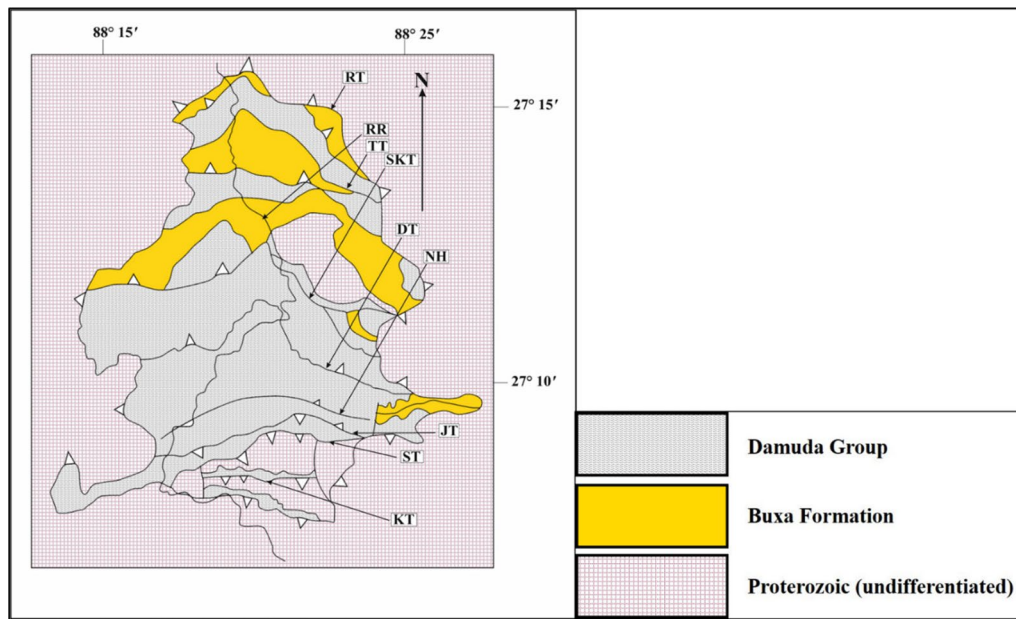 88° 15′
88° 25′
RT
N
27° 15′
RR
TT
SKT
DT
NH
27° 10′
JT
ST
KT
Damuda Group
Buxa Formation
Proterozoic (undifferentiated)